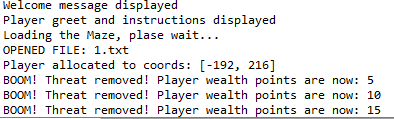 Welcome message displayed
Player greet and instructions displayed
Loading the Maze, plase wait...
OPENED FILE: 1.txt
Player allocated to coords: [-192, 216]
BOOM! Threat removed! Player wealth points are now: 5
BOOM! Threat removed! Player wealth points are now: 10
BOOM! Threat removed! Player wealth points are now: 15